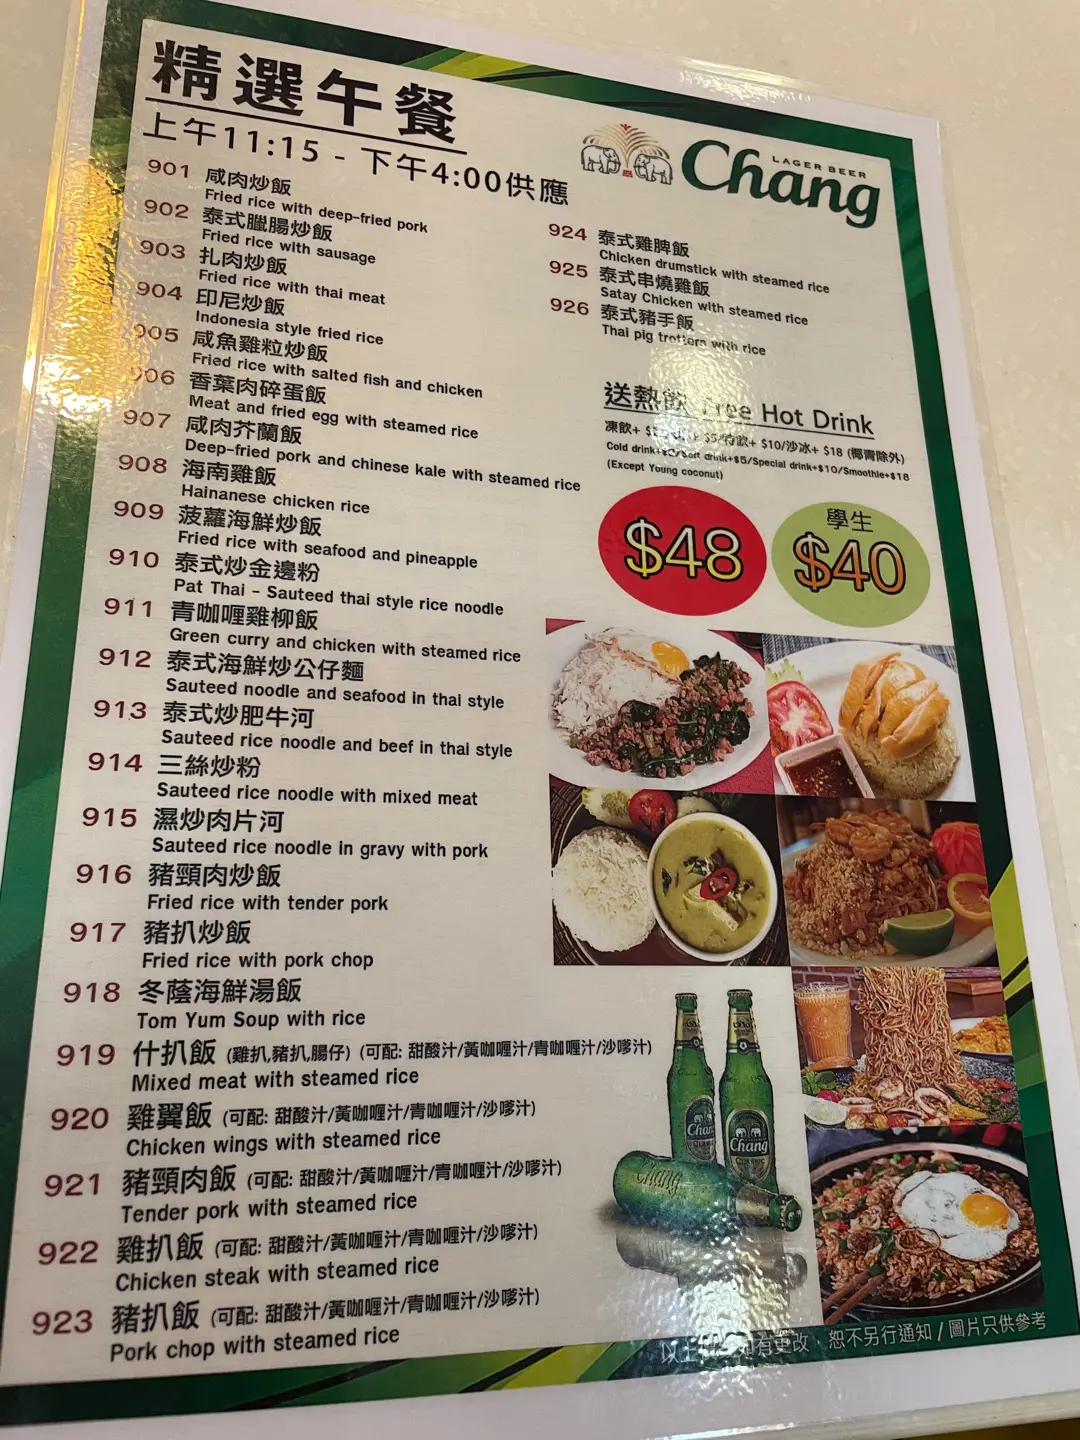 精選午餐
上午11:15 - 下午4:00供應
LAGER BEER
Chang
901 咸肉炒飯
Fried rice with deep-fried pork
902 泰式臘腸炒飯
Fried rice with sausage
903 扎肉炒飯
Fried rice with thai meat
904 印尼炒飯
Indonesia style fried rice
905 咸魚雞粒炒飯
Fried rice with salted fish and chicken
906 香葉肉碎蛋飯
Meat and fried egg with steamed rice
907 咸肉芥蘭飯
Deep-fried pork and chinese kale with steamed rice
908 海南雞飯
Hainanese chicken rice
909 菠蘿海鮮炒飯
Fried rice with seafood and pineapple
910 泰式炒金邊粉
Pat Thai - Sauteed thai style rice noodle
911 青咖喱雞柳飯
Green curry and chicken with steamed rice
912 泰式海鮮炒公仔麵
Sauteed noodle and seafood in thai style
913 泰式炒肥牛河
Sauteed rice noodle and beef in thai style
914 三絲炒粉
Sauteed rice noodle with mixed meat
915 濕炒肉片河
Sauteed rice noodle in gravy with pork
916 豬頸肉炒飯
Fried rice with tender pork
917 豬扒炒飯
Fried rice with pork chop
918 冬蔭海鮮湯飯
Tom Yum Soup with rice
919 什扒飯 (雞扒,豬扒,腸仔) (可配: 甜酸汁/黃咖喱汁/青咖喱汁/沙嗲汁)
Mixed meat with steamed rice
920 雞翼飯 (可配: 甜酸汁/黃咖喱汁/青咖喱汁/沙嗲汁)
Chicken wings with steamed rice
921 豬頸肉飯 (可配: 甜酸汁/黃咖喱汁/青咖喱汁/沙嗲汁)
Tender pork with steamed rice
922 雞扒飯 (可配: 甜酸汁/黃咖喱汁/青咖喱汁/沙嗲汁)
Chicken steak with steamed rice
923 豬扒飯 (可配: 甜酸汁/黃咖喱汁/青咖喱汁/沙嗲汁)
Pork chop with steamed rice
924 泰式雞脾飯
Chicken drumstick with steamed rice
925 泰式串燒雞飯
Satay Chicken with steamed rice
926 泰式豬手飯
Thai pig trotters with rice
送熱飲 Free Hot Drink
凍飲+ $5/特飲+ $10/沙冰+ $18 (椰青除外)
Cold drink+ drink+$5/Special drink+$10/Smoothie+$18
(Except Young coconut)
$48
學生
$40
Chang
Chang
Chang
以上 有更改，恕不另行通知 / 圖片只供參考